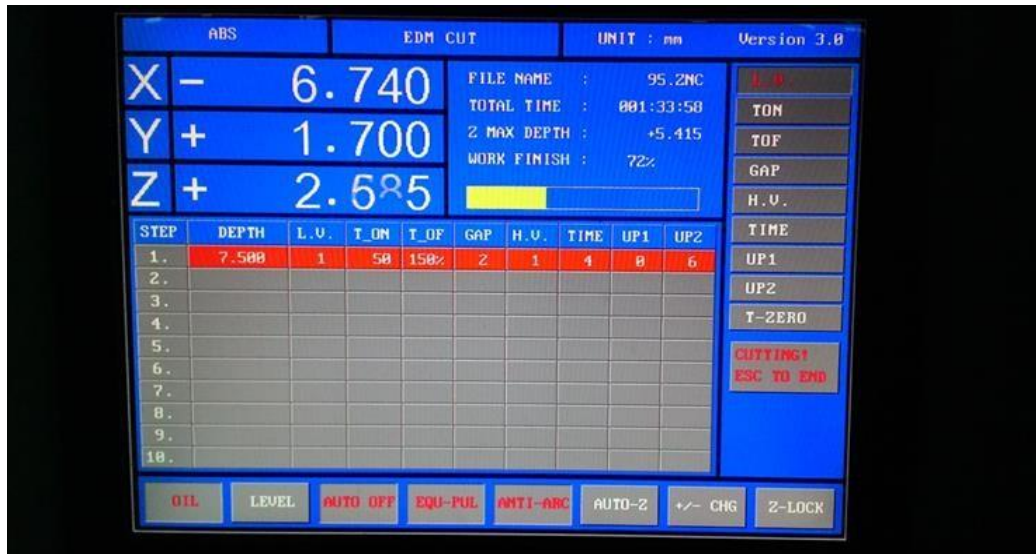 ABS EDM CUT UNIT : mm Version 3.0
X - 6.740
Y + 1.700
Z + 2.
FILE NAME : 95.2NC
TOTAL TIME : 001:33:58
Z MAX DEPTH : +5.415
WORK FINISH : 72%
STEP DEPTH L.V. T_ON T_OF GAP H.V. TIME UP1 UP2
1. 7.500 1 50 150% 2 1 4 0 6
2.
3.
4.
5.
6.
7.
8.
9.
10.
L.V.
TON
TOF
GAP
H.V.
TIME
UP1
UP2
T-ZERO
CUTTING!
ESC TO END
OIL LEVEL AUTO OFF EQU-PUL ANTI-ARC AUTO-Z +/- CHG Z-LOCK